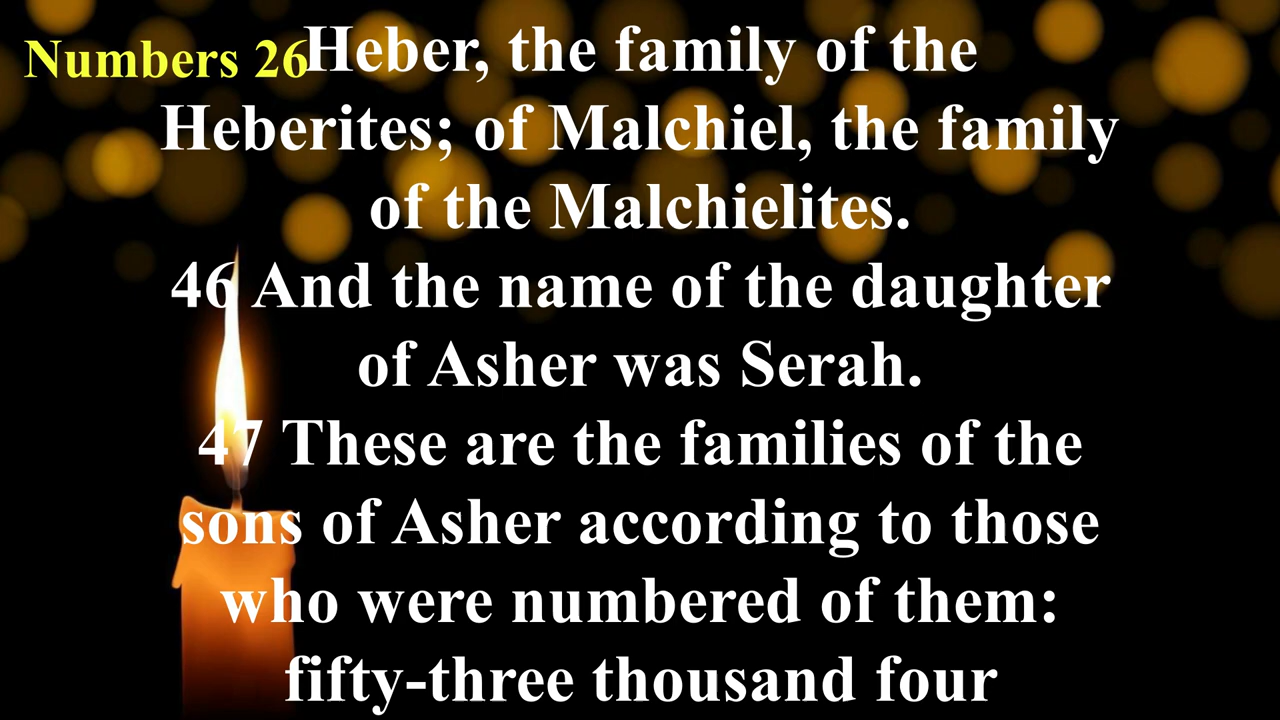 Numbers 26
Heber, the family of the
Heberites; of Malchiel, the family
of the Malchielites.
46 And the name of the daughter
of Asher was Serah.
47 These are the families of the
sons of Asher according to those
who were numbered of them:
fifty-three thousand four